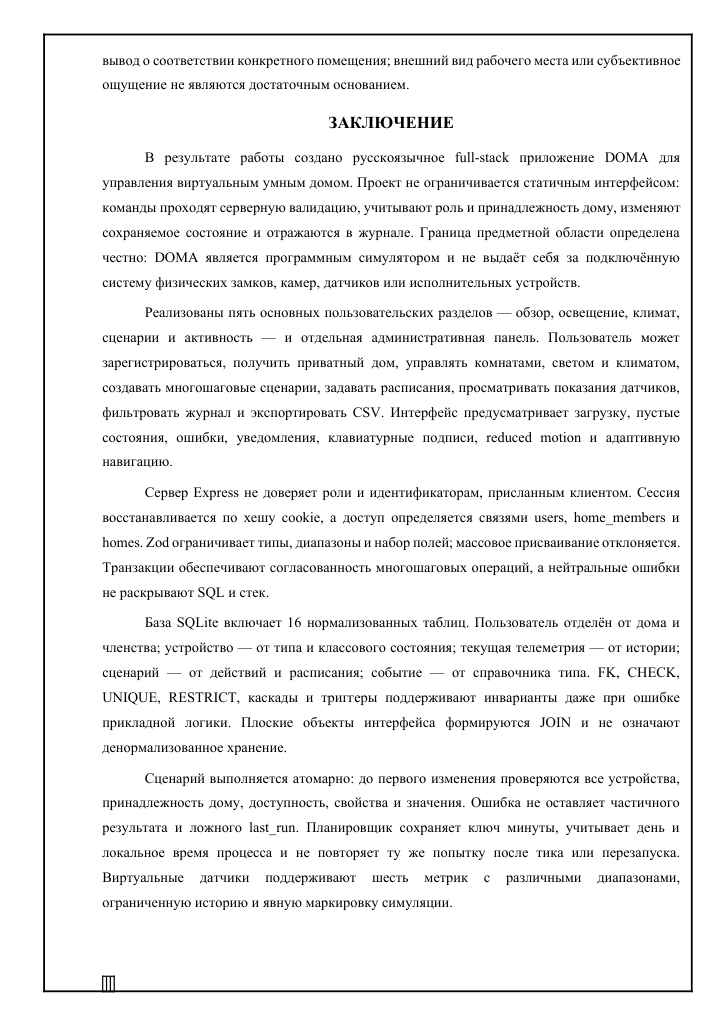 вывод о соответствии конкретного помещения; внешний вид рабочего места или субъективное
ощущение не являются достаточным основанием.
ЗАКЛЮЧЕНИЕ
В результате работы создано русскоязычное full-stack приложение DOMA для
управления виртуальным умным домом. Проект не ограничивается статичным интерфейсом:
команды проходят серверную валидацию, учитывают роль и принадлежность дому, изменяют
сохраняемое состояние и отражаются в журнале. Граница предметной области определена
честно: DOMA является программным симулятором и не выдаёт себя за подключённую
систему физических замков, камер, датчиков или исполнительных устройств.
Реализованы пять основных пользовательских разделов — обзор, освещение, климат,
сценарии и активность — и отдельная административная панель. Пользователь может
зарегистрироваться, получить приватный дом, управлять комнатами, светом и климатом,
создавать многошаговые сценарии, задавать расписания, просматривать показания датчиков,
фильтровать журнал и экспортировать CSV. Интерфейс предусматривает загрузку, пустые
состояния, ошибки, уведомления, клавиатурные подписи, reduced motion и адаптивную
навигацию.
Сервер Express не доверяет роли и идентификаторам, присланным клиентом. Сессия
восстанавливается по хешу cookie, а доступ определяется связями users, home_members и
homes. Zod ограничивает типы, диапазоны и набор полей; массовое присваивание отклоняется.
Транзакции обеспечивают согласованность многошаговых операций, а нейтральные ошибки
не раскрывают SQL и стек.
База SQLite включает 16 нормализованных таблиц. Пользователь отделён от дома и
членства; устройство — от типа и классового состояния; текущая телеметрия — от истории;
сценарий — от действий и расписания; событие — от справочника типа. FK, CHECK,
UNIQUE, RESTRICT, каскады и триггеры поддерживают инварианты даже при ошибке
прикладной логики. Плоские объекты интерфейса формируются JOIN и не означают
денормализованное хранение.
Сценарий выполняется атомарно: до первого изменения проверяются все устройства,
принадлежность дому, доступность, свойства и значения. Ошибка не оставляет частичного
результата и ложного last_run. Планировщик сохраняет ключ минуты, учитывает день и
локальное время процесса и не повторяет ту же попытку после тика или перезапуска.
Виртуальные датчики поддерживают шесть метрик с различными диапазонами,
ограниченную историю и явную маркировку симуляции.